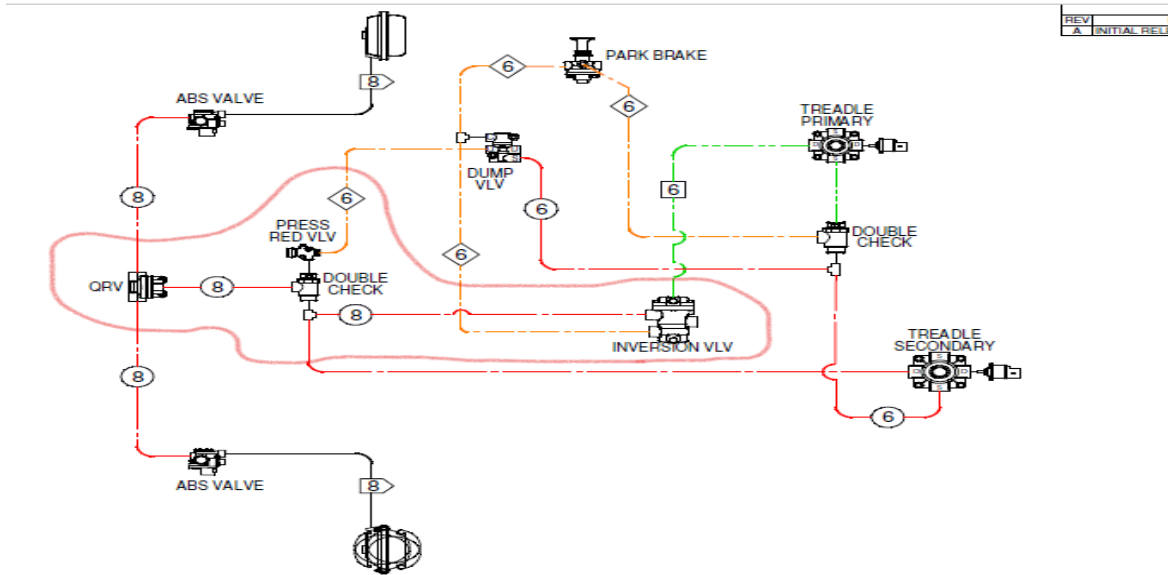 REV
A INITIAL REL
PARK BRAKE
6
8
ABS VALVE
6
TREADLE
PRIMARY
DUMP
VLV
U
S
S
D
D
S
8
6
6
6
6
PRESS
RED VLV
DOUBLE
CHECK
QRV
8
DOUBLE
CHECK
8
TREADLE
SECONDARY
INVERSION VLV
8
S
D
D
S
6
ABS VALVE
8